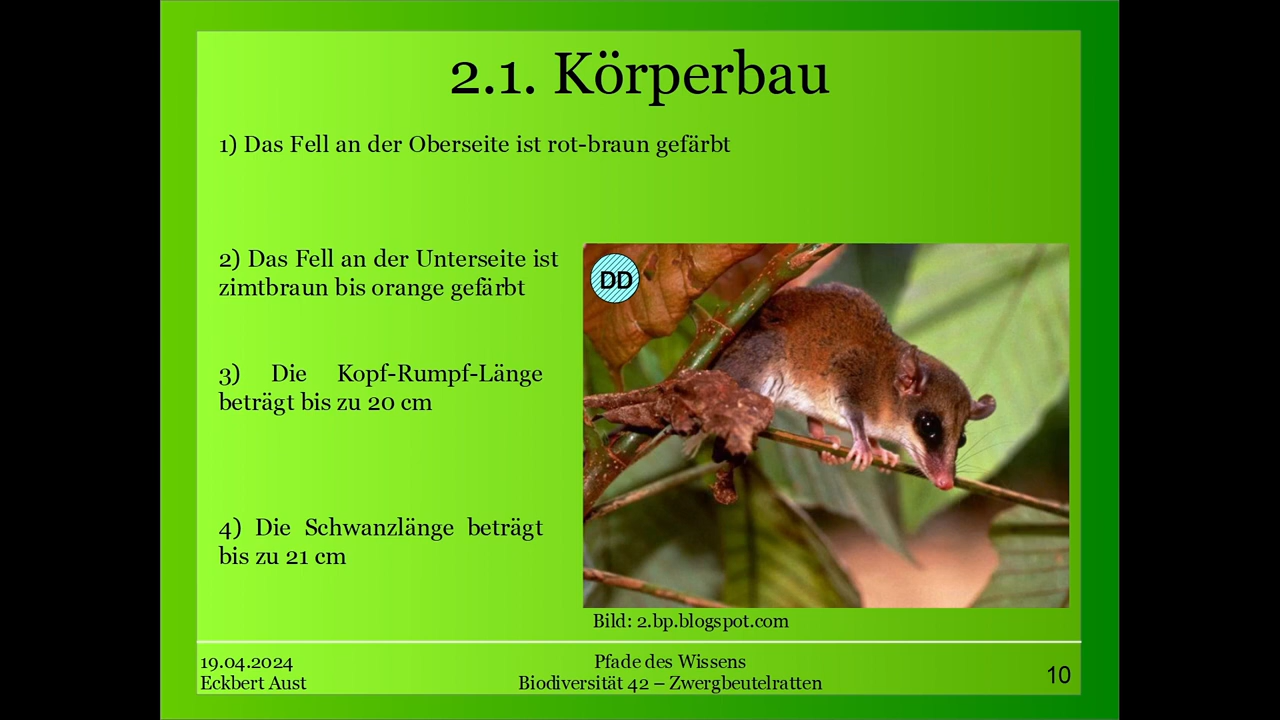 2.1. Körperbau
1) Das Fell an der Oberseite ist rot-braun gefärbt
2) Das Fell an der Unterseite ist
zimtbraun bis orange gefärbt
3) Die Kopf-Rumpf-Länge
beträgt bis zu 20 cm
4) Die Schwanzlänge beträgt
bis zu 21 cm
DD
Bild: 2.bp.blogspot.com
19.04.2024
Eckbert Aust
Pfade des Wissens
Biodiversität 42 – Zwergbeutelratten
10